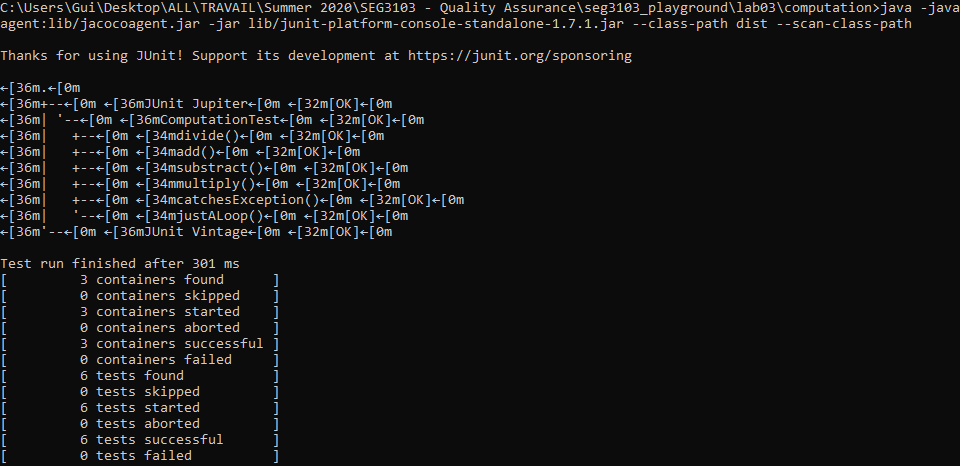 C:\Users\Gui\Desktop\ALL\TRAVAIL\Summer 2020\SEG3103 - Quality Assurance\seg3103_playground\lab03\computation>java -java
agent:lib/jacocoagent.jar -jar lib/junit-platform-console-standalone-1.7.1.jar --class-path dist --scan-class-path
Thanks for using JUnit! Support its development at https://junit.org/sponsoring
←[36m.←[0m
←[36m+--←[0m ←[36mJUnit Jupiter←[0m ←[32m[OK]←[0m
←[36m| '--←[0m ←[36mComputationTest←[0m ←[32m[OK]←[0m
←[36m|   +--←[0m ←[34mdivide()←[0m ←[32m[OK]←[0m
←[36m|   +--←[0m ←[34madd()←[0m ←[32m[OK]←[0m
←[36m|   +--←[0m ←[34msubstract()←[0m ←[32m[OK]←[0m
←[36m|   +--←[0m ←[34mmultiply()←[0m ←[32m[OK]←[0m
←[36m|   +--←[0m ←[34mcatchesException()←[0m ←[32m[OK]←[0m
←[36m|   '--←[0m ←[34mjustALoop()←[0m ←[32m[OK]←[0m
←[36m'--←[0m ←[36mJUnit Vintage←[0m ←[32m[OK]←[0m
Test run finished after 301 ms
[         3 containers found      ]
[         0 containers skipped    ]
[         3 containers started    ]
[         0 containers aborted    ]
[         3 containers successful ]
[         0 containers failed     ]
[         6 tests found           ]
[         0 tests skipped         ]
[         6 tests started         ]
[         0 tests aborted         ]
[         6 tests successful      ]
[         0 tests failed          ]